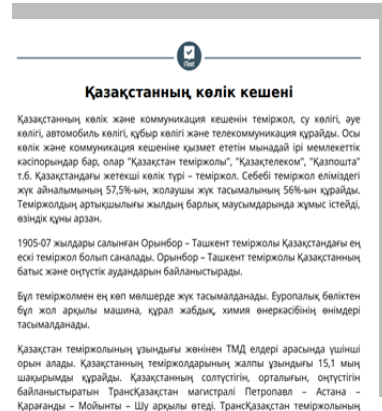 iTest
Қазақстанның көлік кешені
Қазақстанның көлік және коммуникация кешенін теміржол, су көлігі, әуе
көлігі, автомобиль көлігі, құбыр көлігі және телекоммуникация құрайды. Осы
көлік және коммуникация кешеніне қызмет ететін мынадай ірі мемлекеттік
кәсіпорындар бар, олар "Қазақстан теміржолы", "Қазақтелеком", "Қазпошта"
т.б. Қазақстандағы жетекші көлік түрі – теміржол. Себебі теміржол еліміздегі
жүк айналымының 57,5%-ын, жолаушы жүк тасымалының 56%-ын құрайды.
Теміржолдың артықшылығы жылдың барлық маусымдарында жұмыс істейді,
өзіндік құны арзан.
1905-07 жылдары салынған Орынбор – Ташкент теміржолы Қазақстандағы ең
ескі теміржол болып саналады. Орынбор – Ташкент теміржолы Қазақстанның
батыс және оңтүстік аудандарын байланыстырады.
Бұл теміржолмен ең көп мөлшерде жүк тасымалданады. Еуропалық бөліктен
бұл жол арқылы машина, құрал жабдық, химия өнеркәсібінің өнімдері
тасымалданады.
Қазақстан теміржолының ұзындығы жөнінен ТМД елдері арасында үшінші
орын алады. Қазақстанның теміржолдарының жалпы ұзындығы 15,1 мың
шақырымды құрайды. Қазақстанның солтүстігін, орталығын, оңтүстігін
байланыстыратын ТрансҚазақстан магистралі Петропавл – Астана –
Қарағанды – Мойынты – Шу арқылы өтеді. ТрансҚазақстан теміржолының